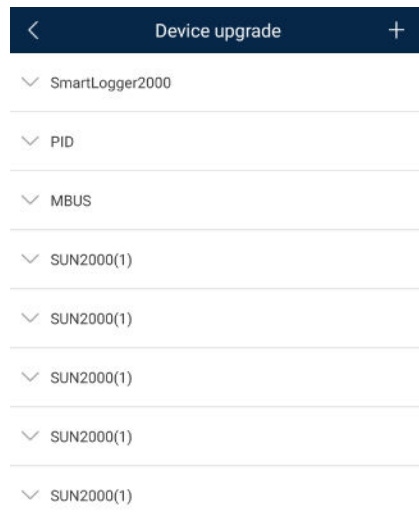 Device upgrade
SmartLogger2000
PID
MBUS
SUN2000(1)
SUN2000(1)
SUN2000(1)
SUN2000(1)
SUN2000(1)